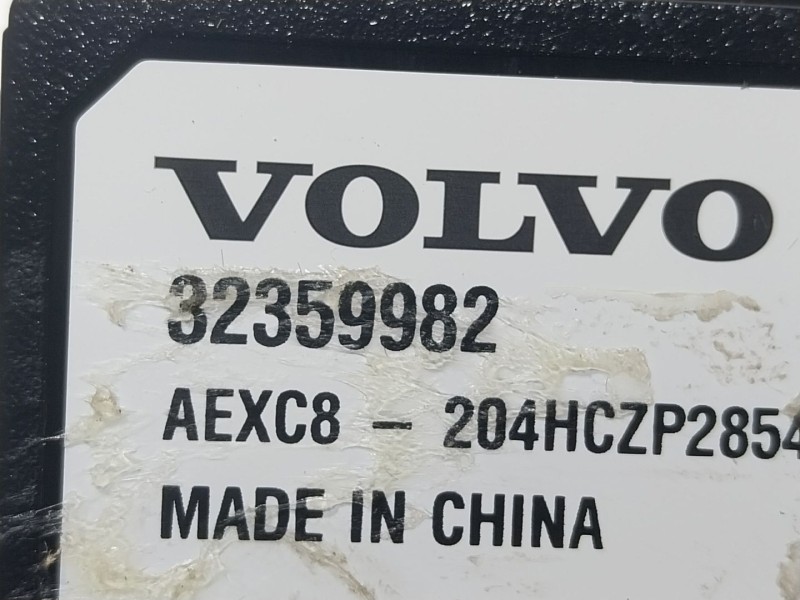 VOLVO
32359982
AEXC8 - 204HCZP2854
MADE IN CHINA